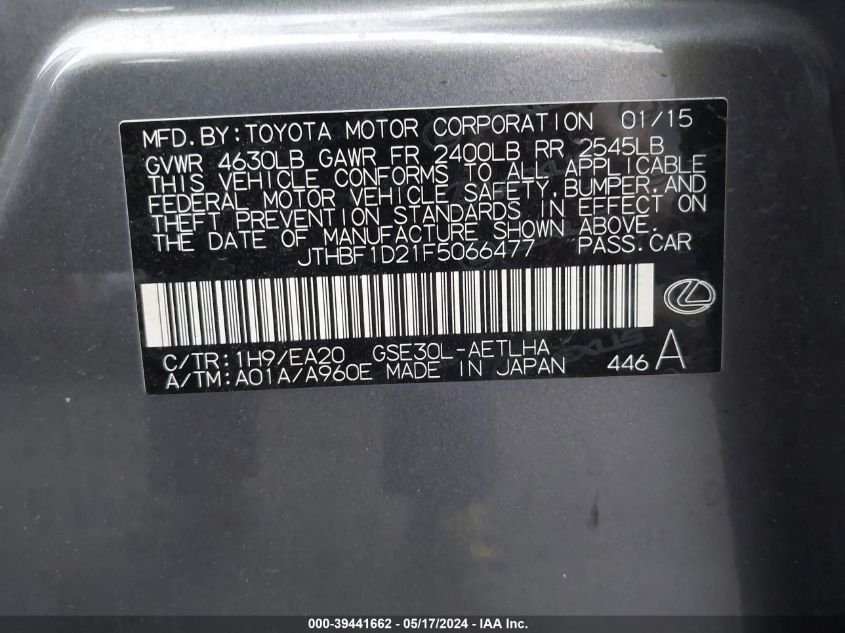 MFD.BY:TOYOTA MOTOR CORPORATION 01/15
GVWR 4630LB GAWR FR 2400LB RR 2545LB
THIS VEHICLE CONFORMS TO ALL APPLICABLE
FEDERAL MOTOR VEHICLE SAFETY,BUMPER,AND
THEFT PREVENTION STANDARDS IN EFFECT ON
THE DATE OF MANUFACTURE SHOWN ABOVE.
JTHBF1D21F5066477 PASS.CAR
C/TR:1H9/EA20 GSE30L-AETLHA
A/TM:A01A/A960E MADE IN JAPAN 446 A
000-39441662 - 05/17/2024 - IAA Inc.